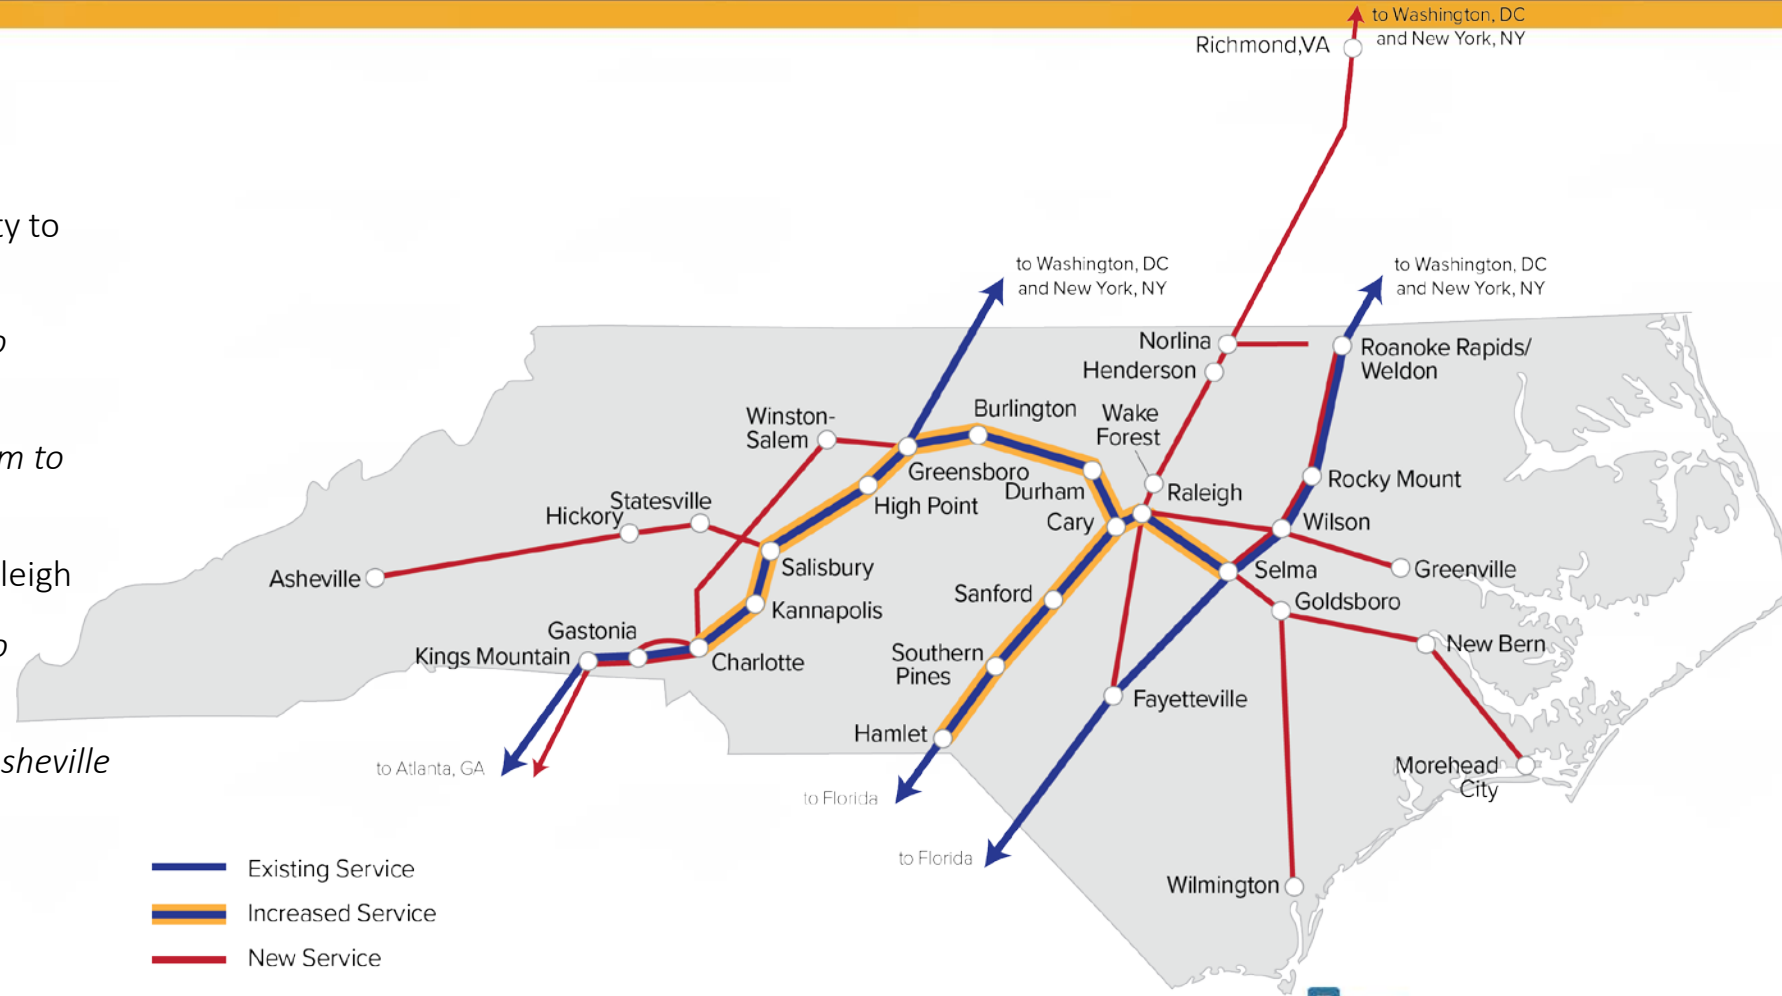 to Washington, DC
and New York, NY
Richmond,VA
ty to
to Washington, DC
and New York, NY
to Washington, DC
and New York, NY
o
Norlina
Roanoke Rapids/
Weldon
Henderson
Winston-
Salem
Burlington
Wake
Forest
m to
Greensboro
Durham
Raleigh
Rocky Mount
High Point
Statesville
Hickory
Cary
Wilson
leigh
Asheville
Salisbury
Selma
Greenville
Sanford
Kannapolis
Goldsboro
o
Gastonia
Kings Mountain
Charlotte
Southern
Pines
New Bern
Fayetteville
Hamlet
sheville
to Atlanta, GA
to Florida
Morehead
City
to Florida
Existing Service
Wilmington
Increased Service
New Service